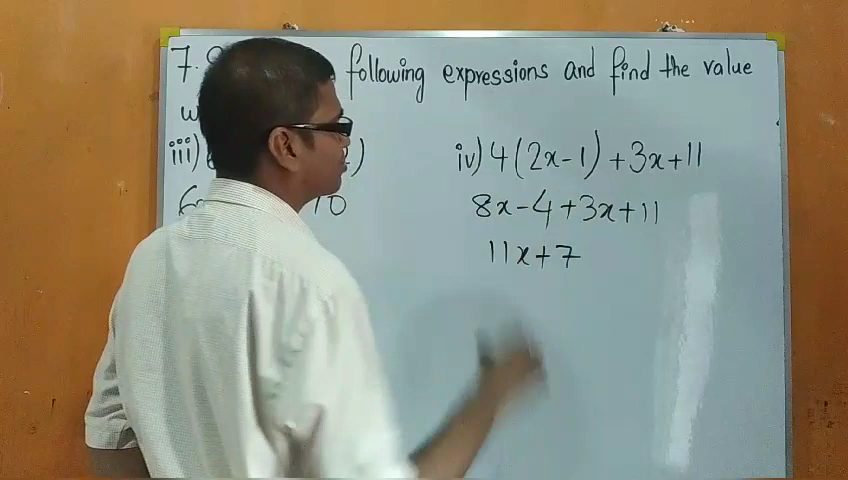 7. following expressions and find the value
iii)
iv) 4(2x-1)+3x+11
8x-4+3x+11
11x+7